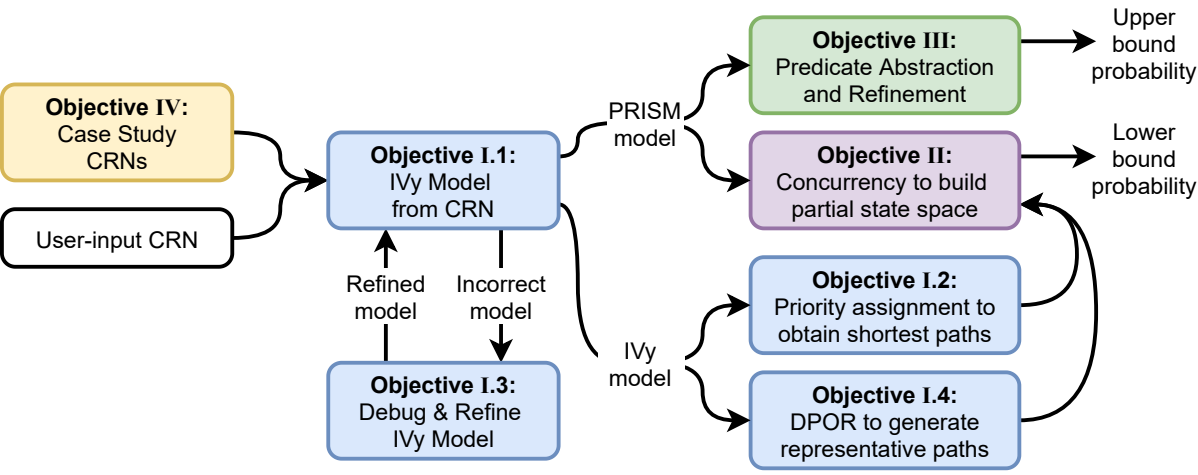 Objective IV:
Case Study
CRNs
User-input CRN
Objective I.1:
IVy Model
from CRN
Refined
model
Incorrect
model
Objective I.3:
Debug & Refine
IVy Model
PRISM
model
IVy
model
Objective III:
Predicate Abstraction
and Refinement
Objective II:
Concurrency to build
partial state space
Objective I.2:
Priority assignment to
obtain shortest paths
Objective I.4:
DPOR to generate
representative paths
Upper
bound
probability
Lower
bound
probability